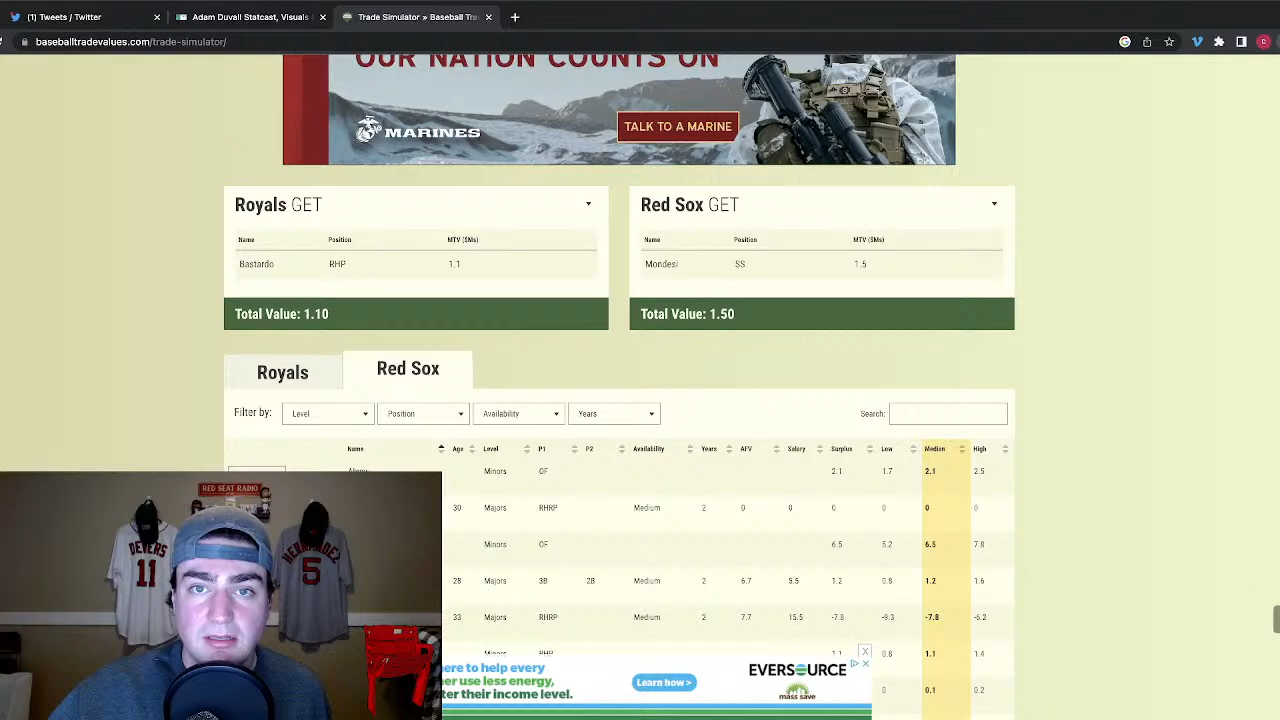 (1) Tweets / Twitter
Adam Duvall Statcast, Visuals
Trade Simulator » Baseball Tra
baseballtradevalues.com/trade-simulator/
OUR NATION COUNTS ON
MARINES
TALK TO A MARINE
Royals GET
Name Position MTV ($Ms)
Bastardo RHP 1.1
Total Value: 1.10
Red Sox GET
Name Position MTV ($Ms)
Mondesi SS 1.5
Total Value: 1.50
Royals Red Sox
Filter by: Level Position Availability Years Search:
Name Age Level P1 P2 Availability Years AFV Salary Surplus Low Median High
Minors OF 2.1 1.7 2.1 2.5
30 Majors RHRP Medium 2 0 0 0 0 0 0
Minors OF 6.5 5.2 6.5 7.8
28 Majors 3B 2B Medium 2 6.7 5.5 1.2 0.8 1.2 1.6
33 Majors RHRP Medium 2 7.7 15.5 -7.8 -9.3 -7.8 -6.2
Minors RHP 1.1 0.8 1.1 1.4
0 0.1 0.2
RED SEAT RADIO
DEVERS
11
HERNÁNDEZ
5
here to help every
er use less energy,
ter their income level.
Learn how >
EVERSOURCE
mass save